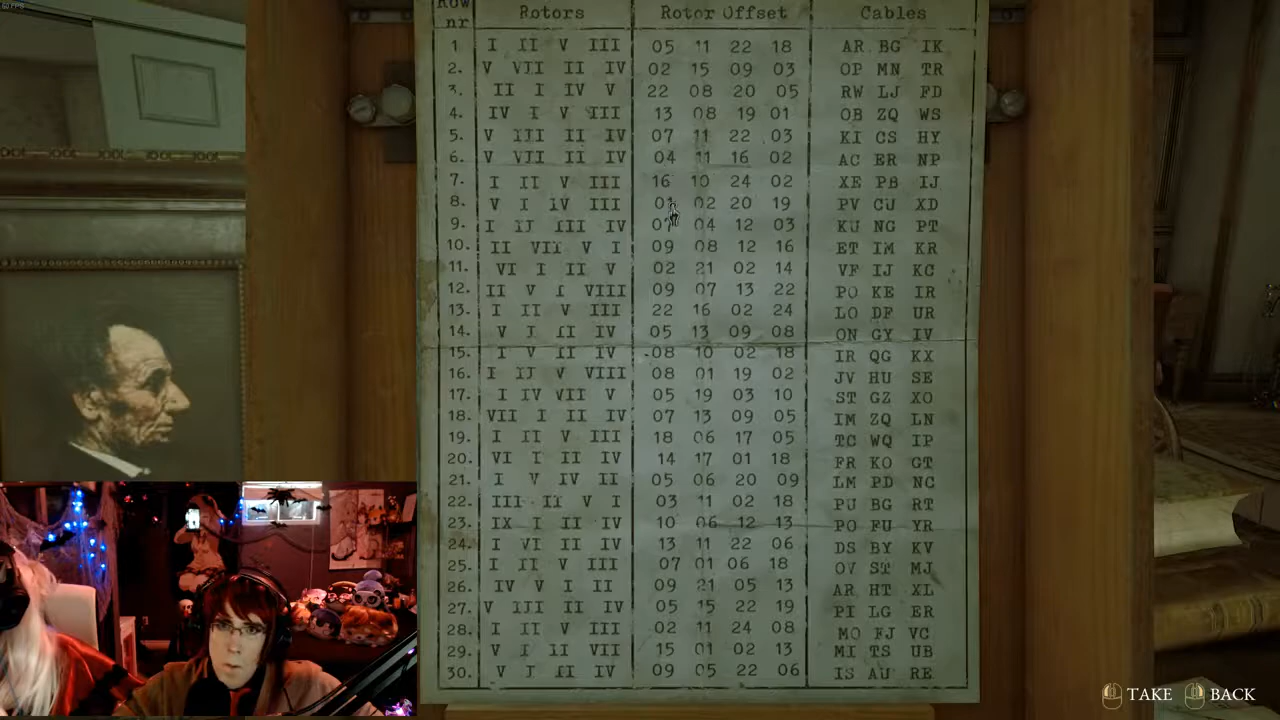 60 FPS
Row nr Rotors Rotor Offset Cables
1 I II V III 05 11 22 18 AR BG IK
2. V VII II IV 02 15 09 03 OP MN TR
3. II I IV V 22 08 20 05 RW LJ FD
4. IV I V III 13 08 19 01 OB ZQ WS
5. V III II IV 07 11 22 03 KI CS HY
6. V VII II IV 04 11 16 02 AC ER NP
7. I II V III 16 10 24 02 XE PB IJ
8. V I IV III 01 02 20 19 PV CU XD
9. I II III IV 07 04 12 03 KU NG PT
10. II VII V I 09 08 12 16 ET IM KR
11. VI I II V 02 21 02 14 VF IJ KC
12. II V I VIII 09 07 13 22 PO KE IR
13. I II V III 22 16 02 24 LO DF UR
14. V I II IV 05 13 09 08 ON GY IV
15. I V II IV 08 10 02 18 IR QG KX
16. I II V VIII 08 01 19 02 JV HU SE
17. I IV VII V 05 19 03 10 ST GZ XO
18. VII I II IV 07 13 09 05 IM ZQ LN
19. I II V III 18 06 17 05 TC WQ IP
20. VI I II IV 14 17 01 18 FR KO GT
21. I V IV II 05 06 20 09 LM PD NC
22. III II V I 03 11 02 18 PU BG RT
23. IX I II IV 10 06 12 13 PO FU YR
24. I VI II IV 13 11 22 06 DS BY KV
25. I II V III 07 01 06 18 OV ST MJ
26. IV V I II 09 21 05 13 AR HT XL
27. V III II IV 05 15 22 19 PI LG ER
28. I II V III 02 11 24 08 MO FJ VC
29. V I II VII 15 01 02 13 MI TS UB
30. V I II IV 09 05 22 06 IS AU RE
TAKE BACK